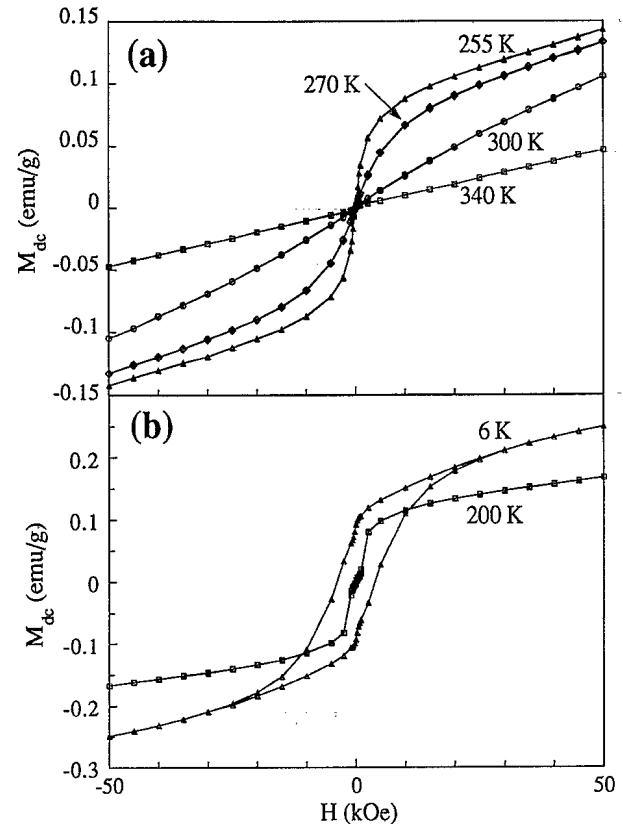 0.15
(a)
255 K
0.1
270 K
0.05
300 K
0
340 K
M_dc (emu/g)
-0.05
-0.1
-0.15
(b)
6 K
0.2
200 K
0.1
0
M_dc (emu/g)
-0.1
-0.2
-0.3
-50
0
50
H (kOe)